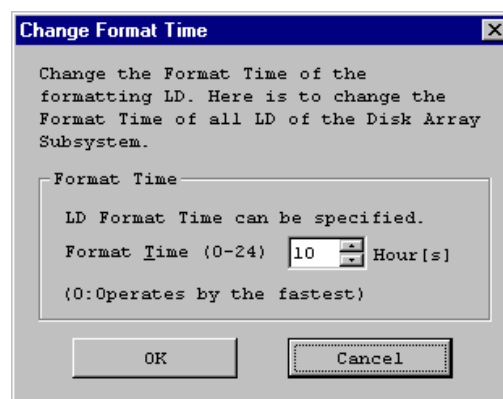 Change Format Time
Change the Format Time of the
formatting LD. Here is to change the
Format Time of all LD of the Disk Array
Subsystem.
Format Time
LD Format Time can be specified.
Format Time (0-24) 10 Hour[s]
(0:Operates by the fastest)
OK Cancel